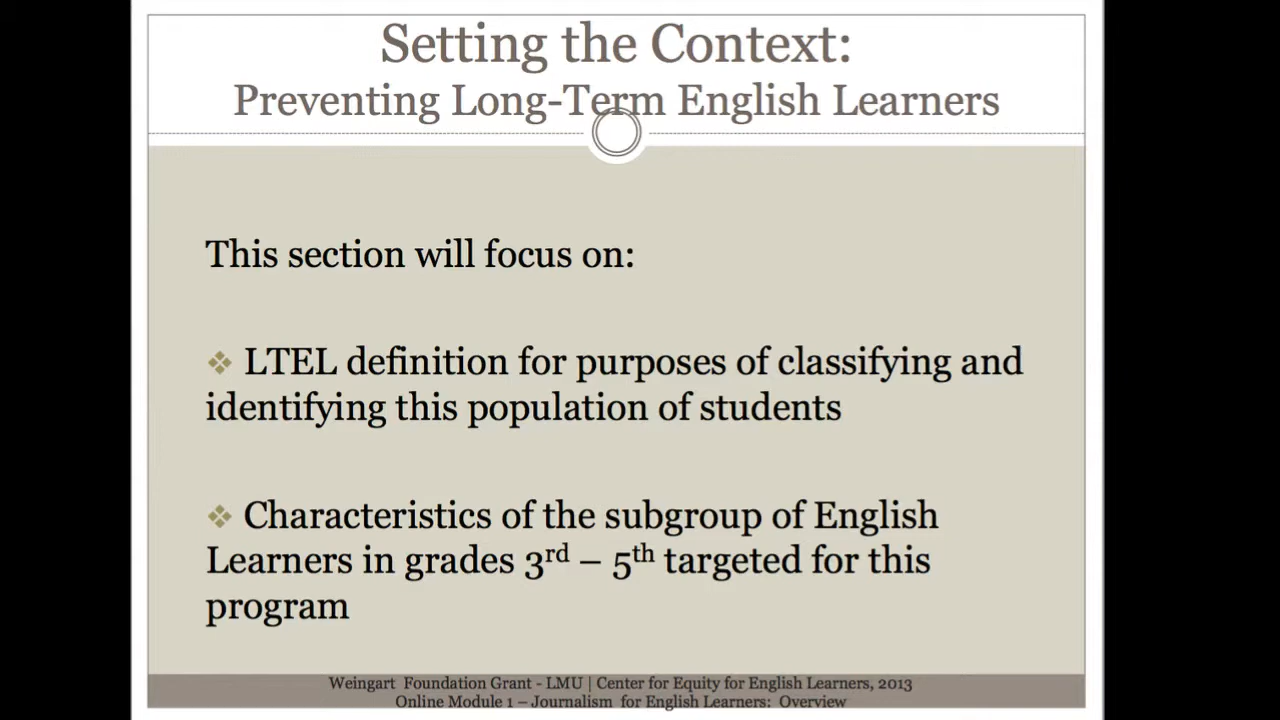 Setting the Context:
Preventing Long-Term English Learners
This section will focus on:
❖ LTEL definition for purposes of classifying and
identifying this population of students
❖ Characteristics of the subgroup of English
Learners in grades 3rd – 5th targeted for this
program
Weingart Foundation Grant - LMU | Center for Equity for English Learners, 2013
Online Module 1 – Journalism for English Learners: Overview